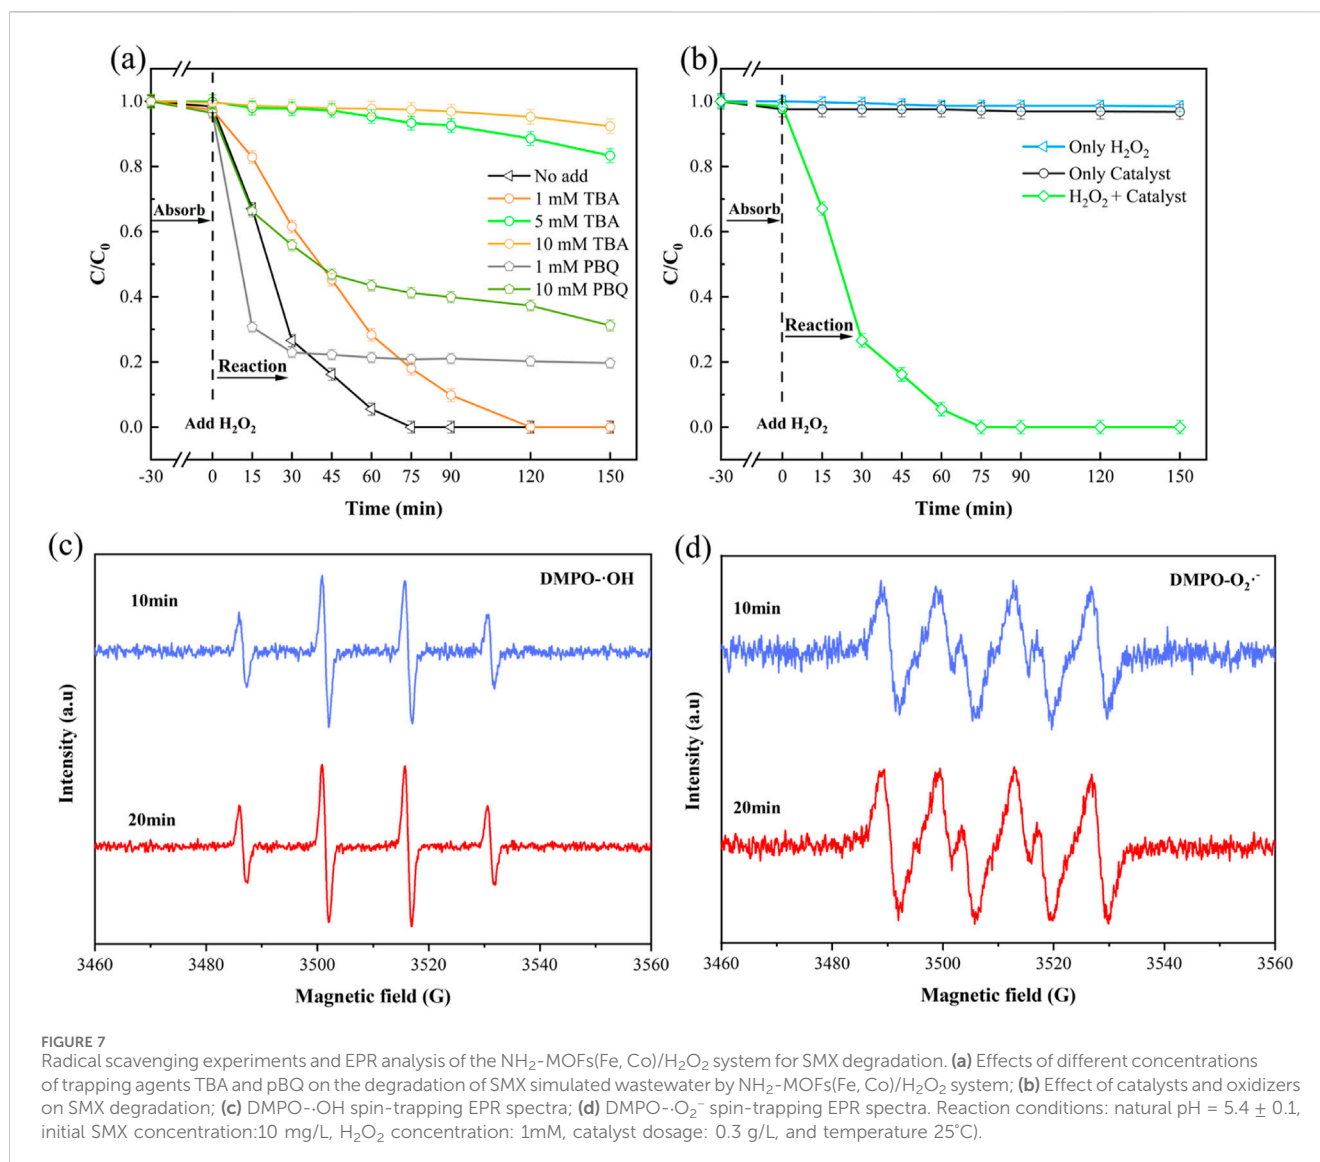 (a)
C/C0
1.0
0.8
0.6
0.4
0.2
0.0
Absorb
Reaction
Add H2O2
No add
1 mM TBA
5 mM TBA
10 mM TBA
1 mM PBQ
10 mM PBQ
-30 0 15 30 45 60 75 90 120 150
Time (min)
(b)
C/C0
1.0
0.8
0.6
0.4
0.2
0.0
Absorb
Reaction
Add H2O2
Only H2O2
Only Catalyst
H2O2 + Catalyst
-30 0 15 30 45 60 75 90 120 150
Time (min)
(c)
DMPO-·OH
10min
20min
Intensity (a.u)
3460 3480 3500 3520 3540 3560
Magnetic field (G)
(d)
DMPO-O2·-
10min
20min
Intensity (a.u)
3460 3480 3500 3520 3540 3560
Magnetic field (G)
FIGURE 7
Radical scavenging experiments and EPR analysis of the NH2-MOFs(Fe, Co)/H2O2 system for SMX degradation. (a) Effects of different concentrations
of trapping agents TBA and pBQ on the degradation of SMX simulated wastewater by NH2-MOFs(Fe, Co)/H2O2 system; (b) Effect of catalysts and oxidizers
on SMX degradation; (c) DMPO-·OH spin-trapping EPR spectra; (d) DMPO-·O2− spin-trapping EPR spectra. Reaction conditions: natural pH = 5.4 ± 0.1,
initial SMX concentration:10 mg/L, H2O2 concentration: 1mM, catalyst dosage: 0.3 g/L, and temperature 25°C).